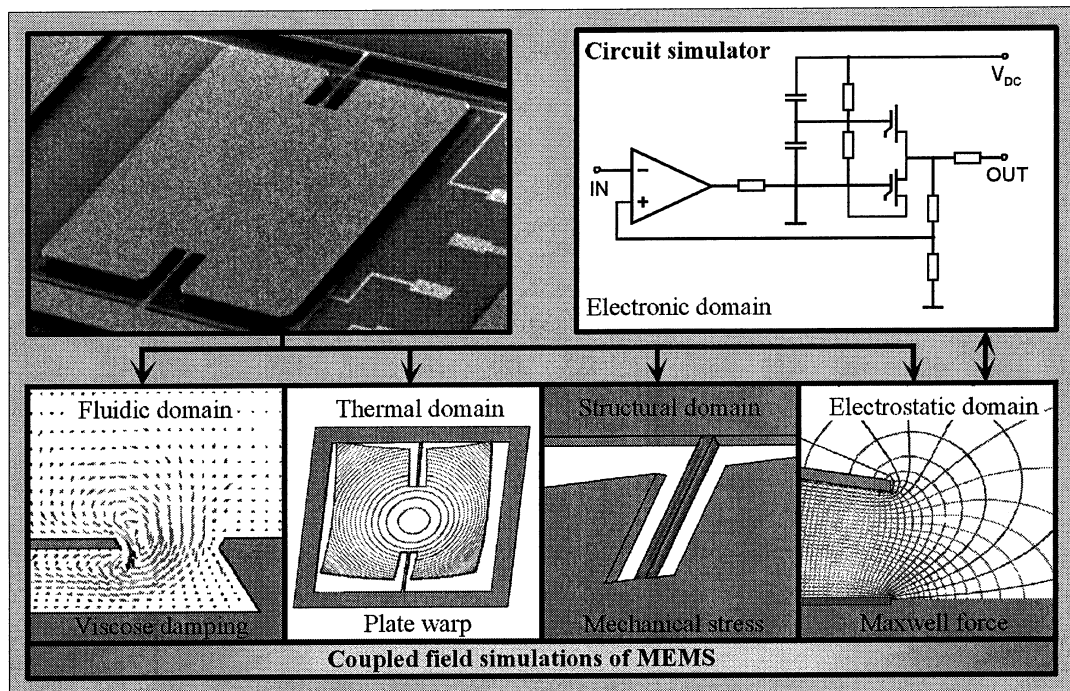 Circuit simulator
V_DC
IN
−
+
OUT
Electronic domain
Fluidic domain
Thermal domain
Structural domain
Electrostatic domain
Viscose damping
Plate warp
Mechanical stress
Maxwell force
Coupled field simulations of MEMS